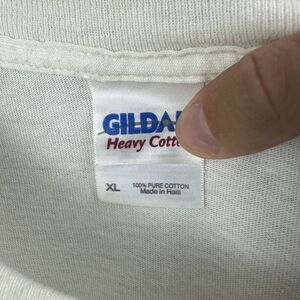 GILDA
Heavy Cott
XL 100% PURE COTTON
Made in Haiti